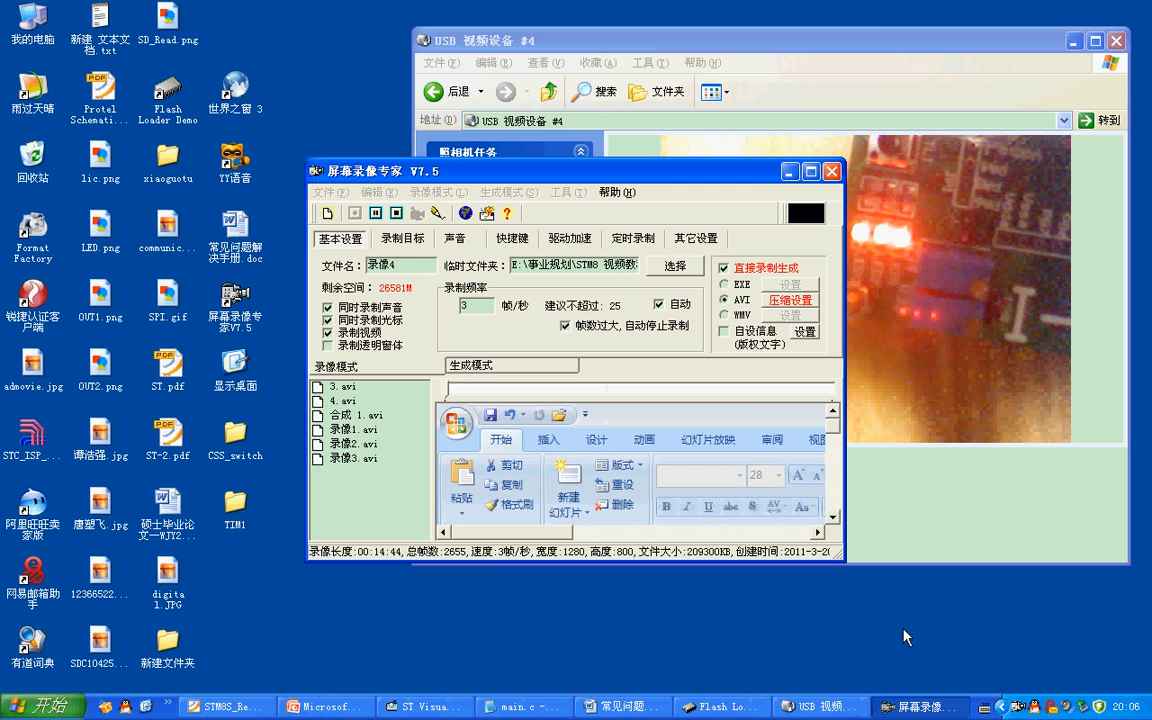 我的电脑
新建 文本文
档.txt
SD_Read.png
雨过天晴
Protel
Schemati...
Flash
Loader Demo
世界之窗 3
回收站
lic.png
xiaoguotu
YY语音
Format
Factory
LED.png
communic...
常见问题解
决手册.doc
锐捷认证客
户端
OUT1.png
SPI.gif
屏幕录像专
家V7.5
admovie.jpg
OUT2.png
ST.pdf
显示桌面
STC_ISP_...
谭浩强.jpg
ST-2.pdf
CSS_switch
阿里旺旺卖
家版
唐塑飞.jpg
硕士毕业论
文—WJY2...
TIM1
网易邮箱助
手
12366522...
digita
l.JPG
有道词典
SDC10425...
新建文件夹
USB 视频设备 #4
文件(F) 编辑(E) 查看(V) 收藏(A) 工具(T) 帮助(H)
后退 搜索 文件夹
地址(D) USB 视频设备 #4 转到
照相机任务
屏幕录像专家 V7.5
文件(F) 编辑(E) 录像模式(L) 生成模式(S) 工具(T) 帮助(H)
基本设置 录制目标 声音 快捷键 驱动加速 定时录制 其它设置
文件名: 录像4 临时文件夹: E:\事业规划\STM8 视频教 选择
剩余空间: 26581M
同时录制声音
同时录制光标
录制视频
录制透明窗体
录制频率
3 帧/秒 建议不超过: 25 自动
帧数过大,自动停止录制
直接录制生成
EXE 设置
AVI 压缩设置
WMV 设置
自设信息 设置
(版权文字)
录像模式
生成模式
3.avi
4.avi
合成 1.avi
录像1.avi
录像2.avi
录像3.avi
开始 插入 设计 动画 幻灯片放映 审阅 视图
粘贴
剪切
复制
格式刷
新建
幻灯片
版式
重设
删除
28
B I U abc S AV Aa
录像长度:00:14:44,总帧数:2655,速度:3帧/秒,宽度:1280,高度:800,文件大小:209300KB,创建时间:2011-3-20
开始 STM8S_Re... Microsof... ST Visua... main.c -... 常见问题... Flash Lo... USB 视频... 屏幕录像... 20:06